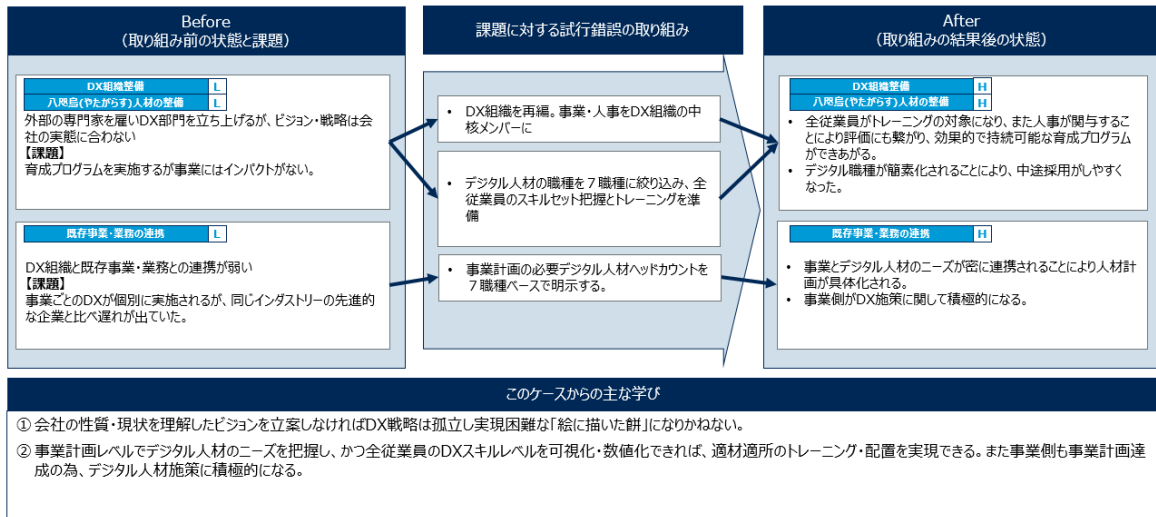 Before
（取り組み前の状態と課題）
DX組織整備 L
八咫烏(やたがらす)人材の整備 L
外部の専門家を雇いDX部門を立ち上げるが、ビジョン・戦略は会
社の実態に合わない
【課題】
育成プログラムを実施するが事業にはインパクトがない。
既存事業・業務の連携 L
DX組織と既存事業・業務との連携が弱い
【課題】
事業ごとのDXが個別に実施されるが、同じインダストリーの先進的
な企業と比べ遅れが出ていた。
課題に対する試行錯誤の取り組み
• DX組織を再編。事業・人事をDX組織の中
核メンバーに
• デジタル人材の職種を７職種に絞り込み、全
従業員のスキルセット把握とトレーニングを準
備
• 事業計画の必要デジタル人材ヘッドカウントを
７職種ベースで明示する。
After
（取り組みの結果後の状態）
DX組織整備 H
八咫烏(やたがらす)人材の整備 H
• 全従業員がトレーニングの対象になり、また人事が関与するこ
とにより評価にも繋がり、効果的で持続可能な育成プログラム
ができあがる。
• デジタル職種が簡素化されることにより、中途採用がしやすく
なった。
既存事業・業務の連携 H
• 事業とデジタル人材のニーズが密に連携されることにより人材計
画が具体化される。
• 事業側がDX施策に関して積極的になる。
このケースからの主な学び
① 会社の性質・現状を理解したビジョンを立案しなければDX戦略は孤立し実現困難な「絵に描いた餅」になりかねない。
② 事業計画レベルでデジタル人材のニーズを把握し、かつ全従業員のDXスキルレベルを可視化・数値化できれば、適材適所のトレーニング・配置を実現できる。また事業側も事業計画達
成の為、デジタル人材施策に積極的になる。